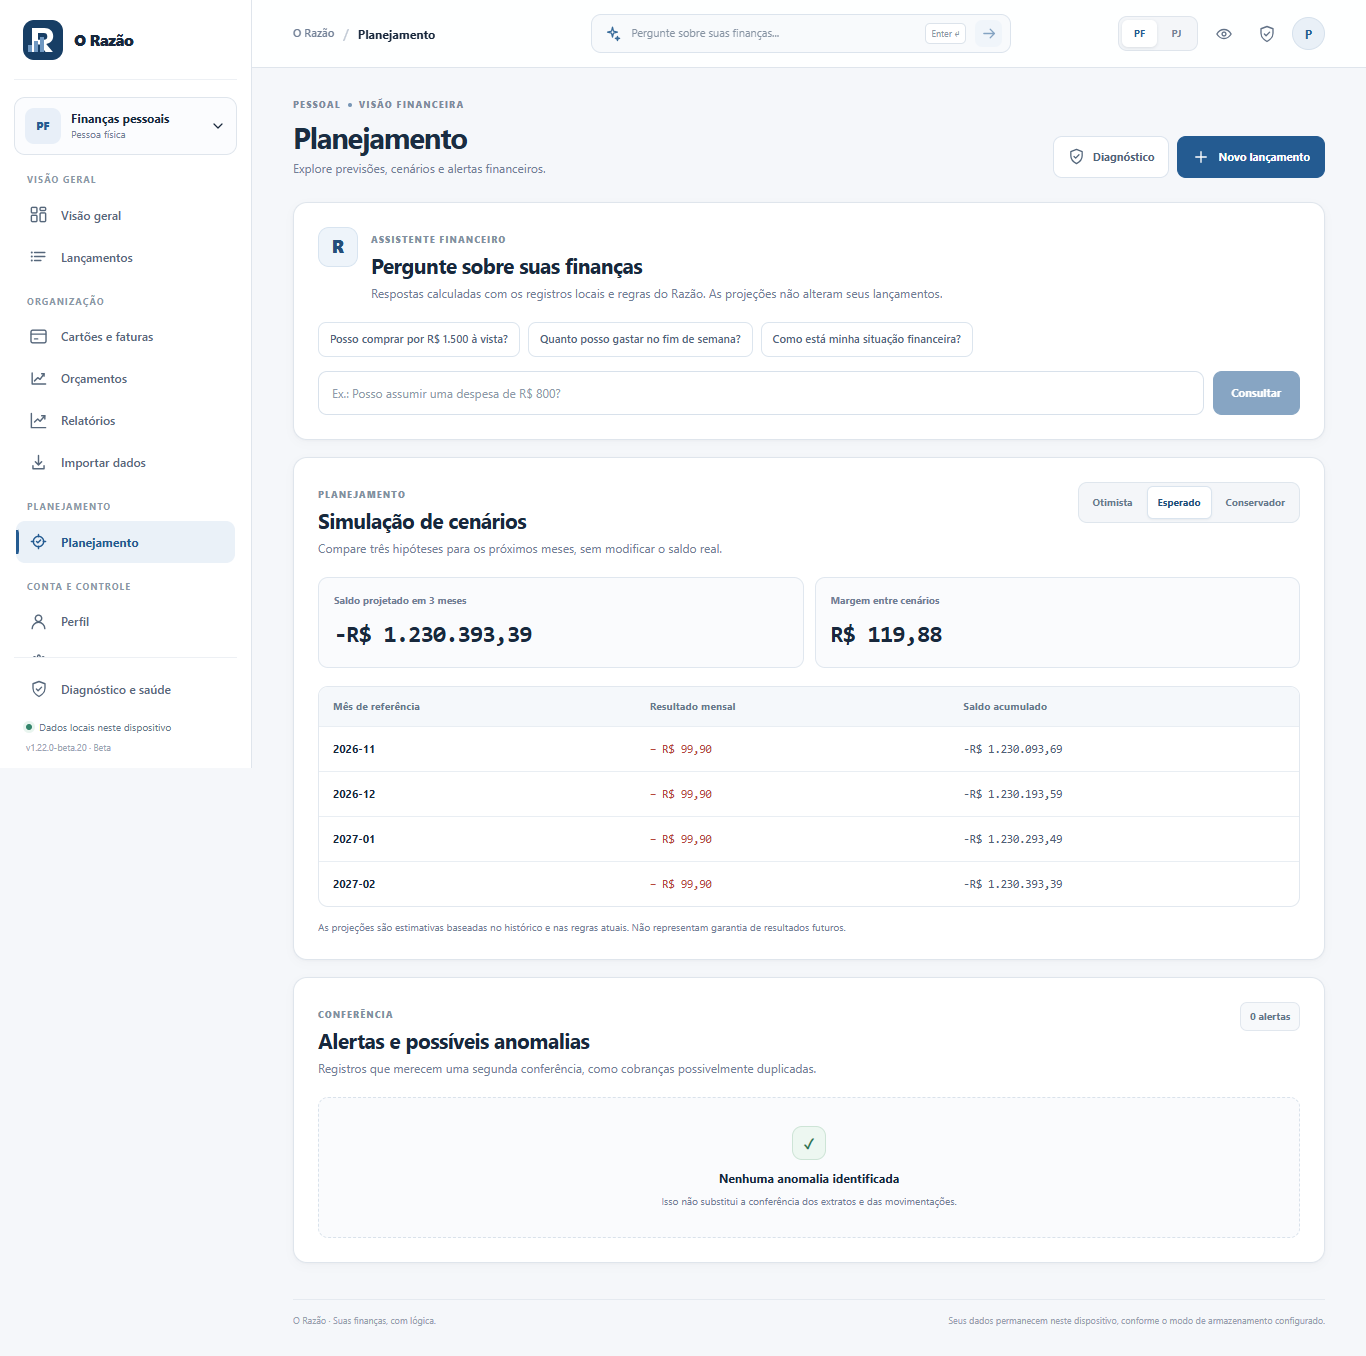 O Razão
PF
Finanças pessoais
Pessoa física
VISÃO GERAL
Visão geral
Lançamentos
ORGANIZAÇÃO
Cartões e faturas
Orçamentos
Relatórios
Importar dados
PLANEJAMENTO
Planejamento
CONTA E CONTROLE
Perfil
Diagnóstico e saúde
Dados locais neste dispositivo
v1.22.0-beta.20 · Beta
O Razão / Planejamento
Pergunte sobre suas finanças...
Enter ↲
PF PJ
P
PESSOAL • VISÃO FINANCEIRA
Planejamento
Explore previsões, cenários e alertas financeiros.
Diagnóstico
Novo lançamento
R
ASSISTENTE FINANCEIRO
Pergunte sobre suas finanças
Respostas calculadas com os registros locais e regras do Razão. As projeções não alteram seus lançamentos.
Posso comprar por R$ 1.500 à vista?
Quanto posso gastar no fim de semana?
Como está minha situação financeira?
Ex.: Posso assumir uma despesa de R$ 800?
Consultar
PLANEJAMENTO
Simulação de cenários
Compare três hipóteses para os próximos meses, sem modificar o saldo real.
Otimista Esperado Conservador
Saldo projetado em 3 meses
-R$ 1.230.393,39
Margem entre cenários
R$ 119,88
Mês de referência Resultado mensal Saldo acumulado
2026-11 – R$ 99,90 -R$ 1.230.093,69
2026-12 – R$ 99,90 -R$ 1.230.193,59
2027-01 – R$ 99,90 -R$ 1.230.293,49
2027-02 – R$ 99,90 -R$ 1.230.393,39
As projeções são estimativas baseadas no histórico e nas regras atuais. Não representam garantia de resultados futuros.
CONFERÊNCIA
Alertas e possíveis anomalias
Registros que merecem uma segunda conferência, como cobranças possivelmente duplicadas.
0 alertas
Nenhuma anomalia identificada
Isso não substitui a conferência dos extratos e das movimentações.
O Razão · Suas finanças, com lógica.
Seus dados permanecem neste dispositivo, conforme o modo de armazenamento configurado.